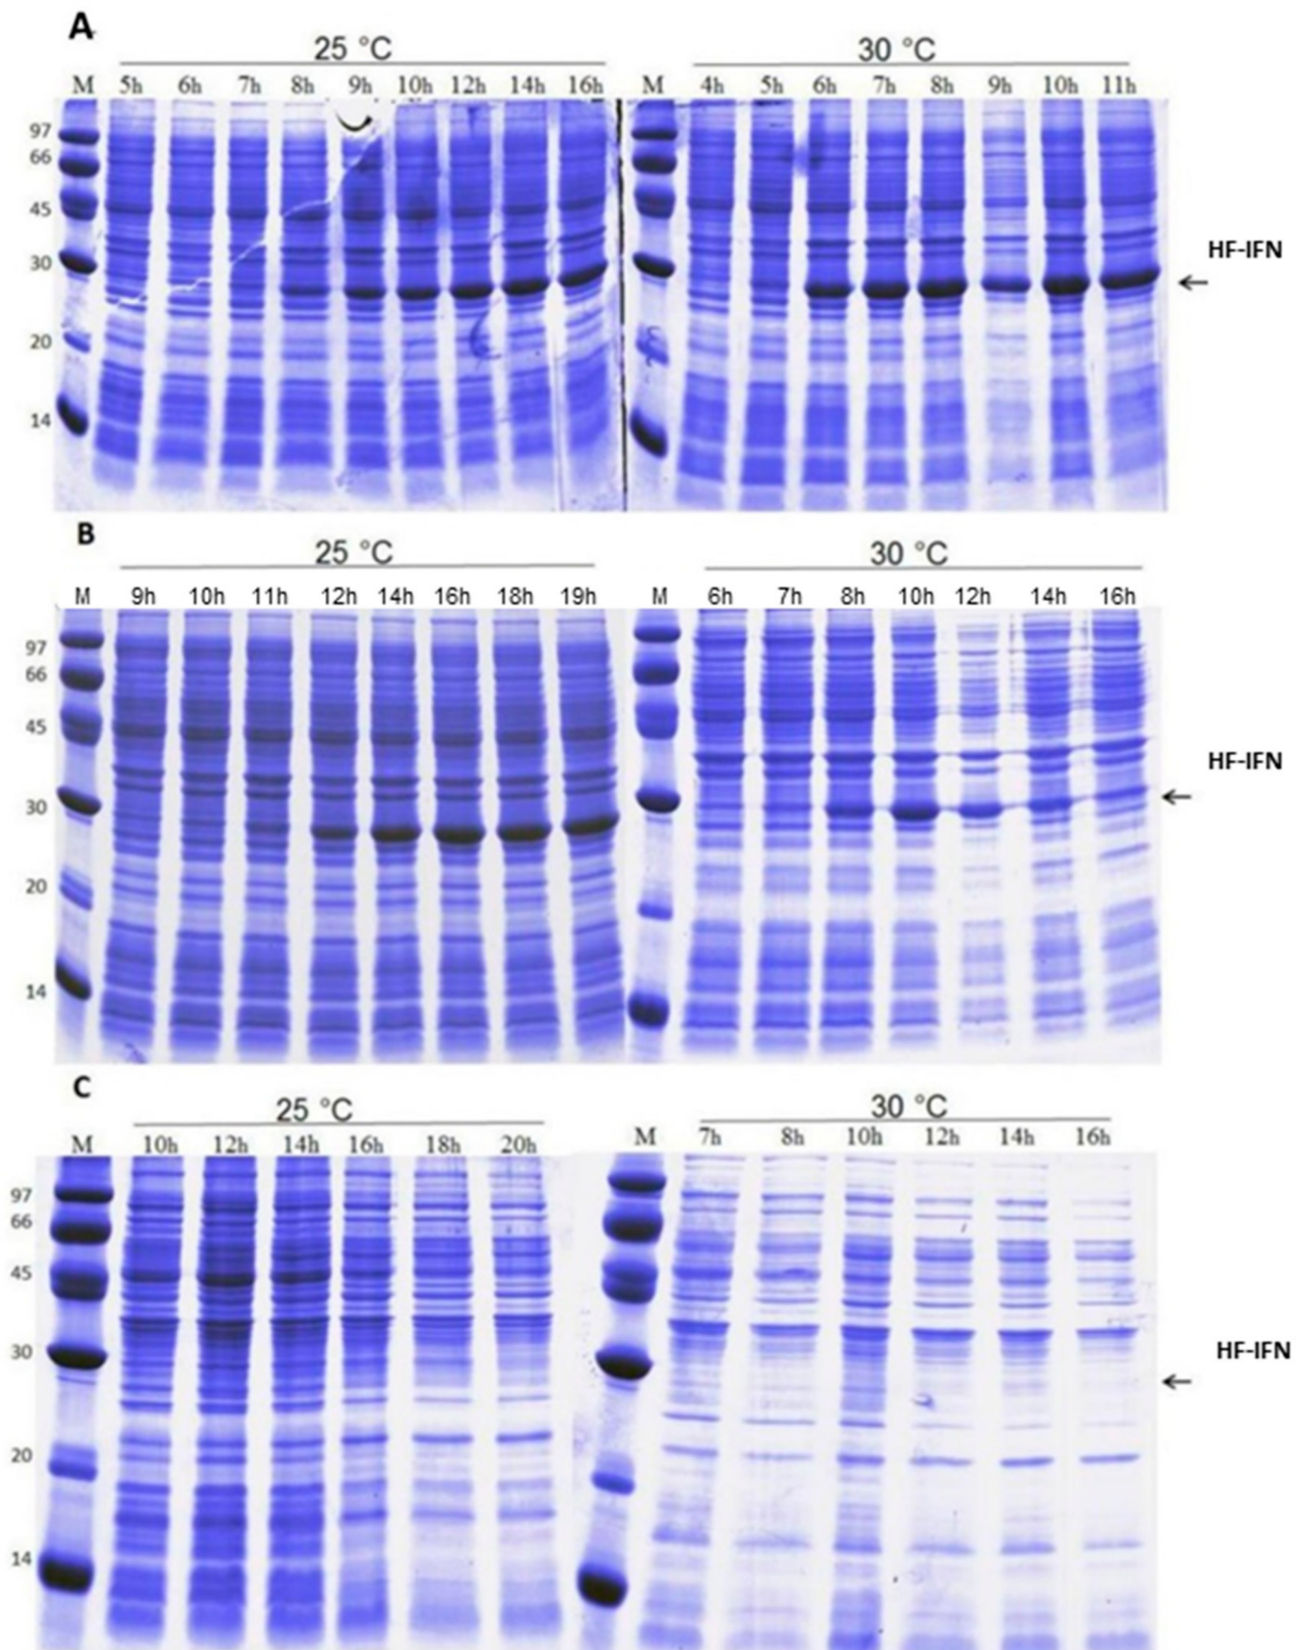 A
25 °C
30 °C
M 5h 6h 7h 8h 9h 10h 12h 14h 16h
M 4h 5h 6h 7h 8h 9h 10h 11h
97
66
45
30
20
14
HF-IFN
B
25 °C
30 °C
M 9h 10h 11h 12h 14h 16h 18h 19h
M 6h 7h 8h 10h 12h 14h 16h
97
66
45
30
20
14
HF-IFN
C
25 °C
30 °C
M 10h 12h 14h 16h 18h 20h
M 7h 8h 10h 12h 14h 16h
97
66
45
30
20
14
HF-IFN